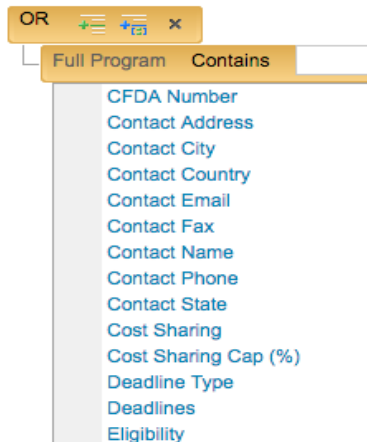 OR
Full Program Contains
CFDA Number
Contact Address
Contact City
Contact Country
Contact Email
Contact Fax
Contact Name
Contact Phone
Contact State
Cost Sharing
Cost Sharing Cap (%)
Deadline Type
Deadlines
Eligibility